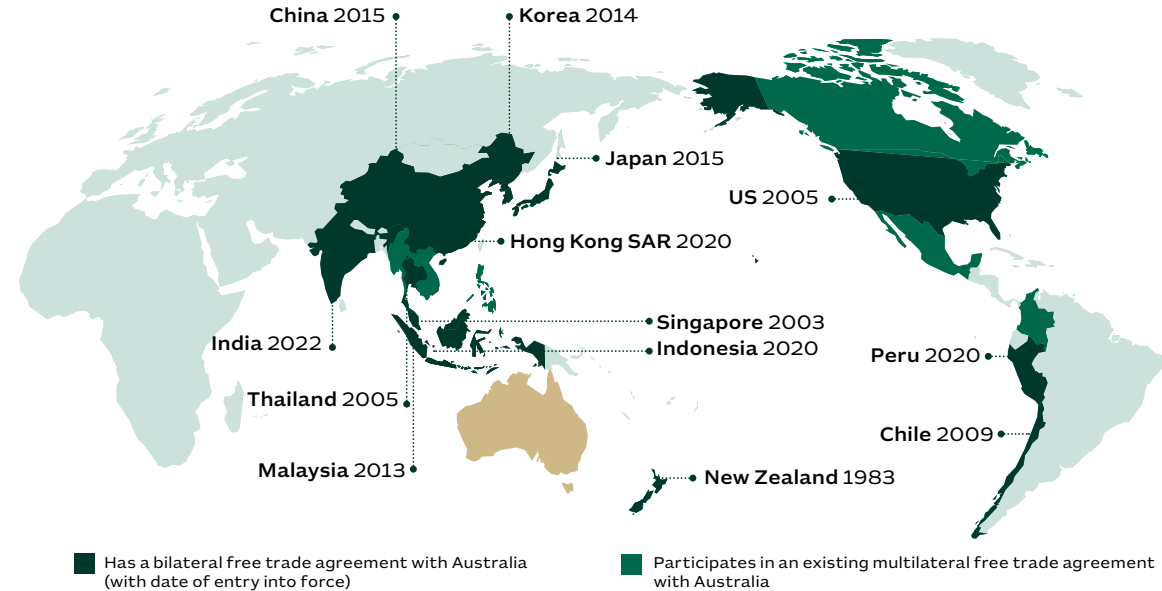 China 2015
Korea 2014
Japan 2015
US 2005
Hong Kong SAR 2020
Singapore 2003
India 2022
Indonesia 2020
Peru 2020
Thailand 2005
Chile 2009
Malaysia 2013
New Zealand 1983
Has a bilateral free trade agreement with Australia
(with date of entry into force)
Participates in an existing multilateral free trade agreement
with Australia